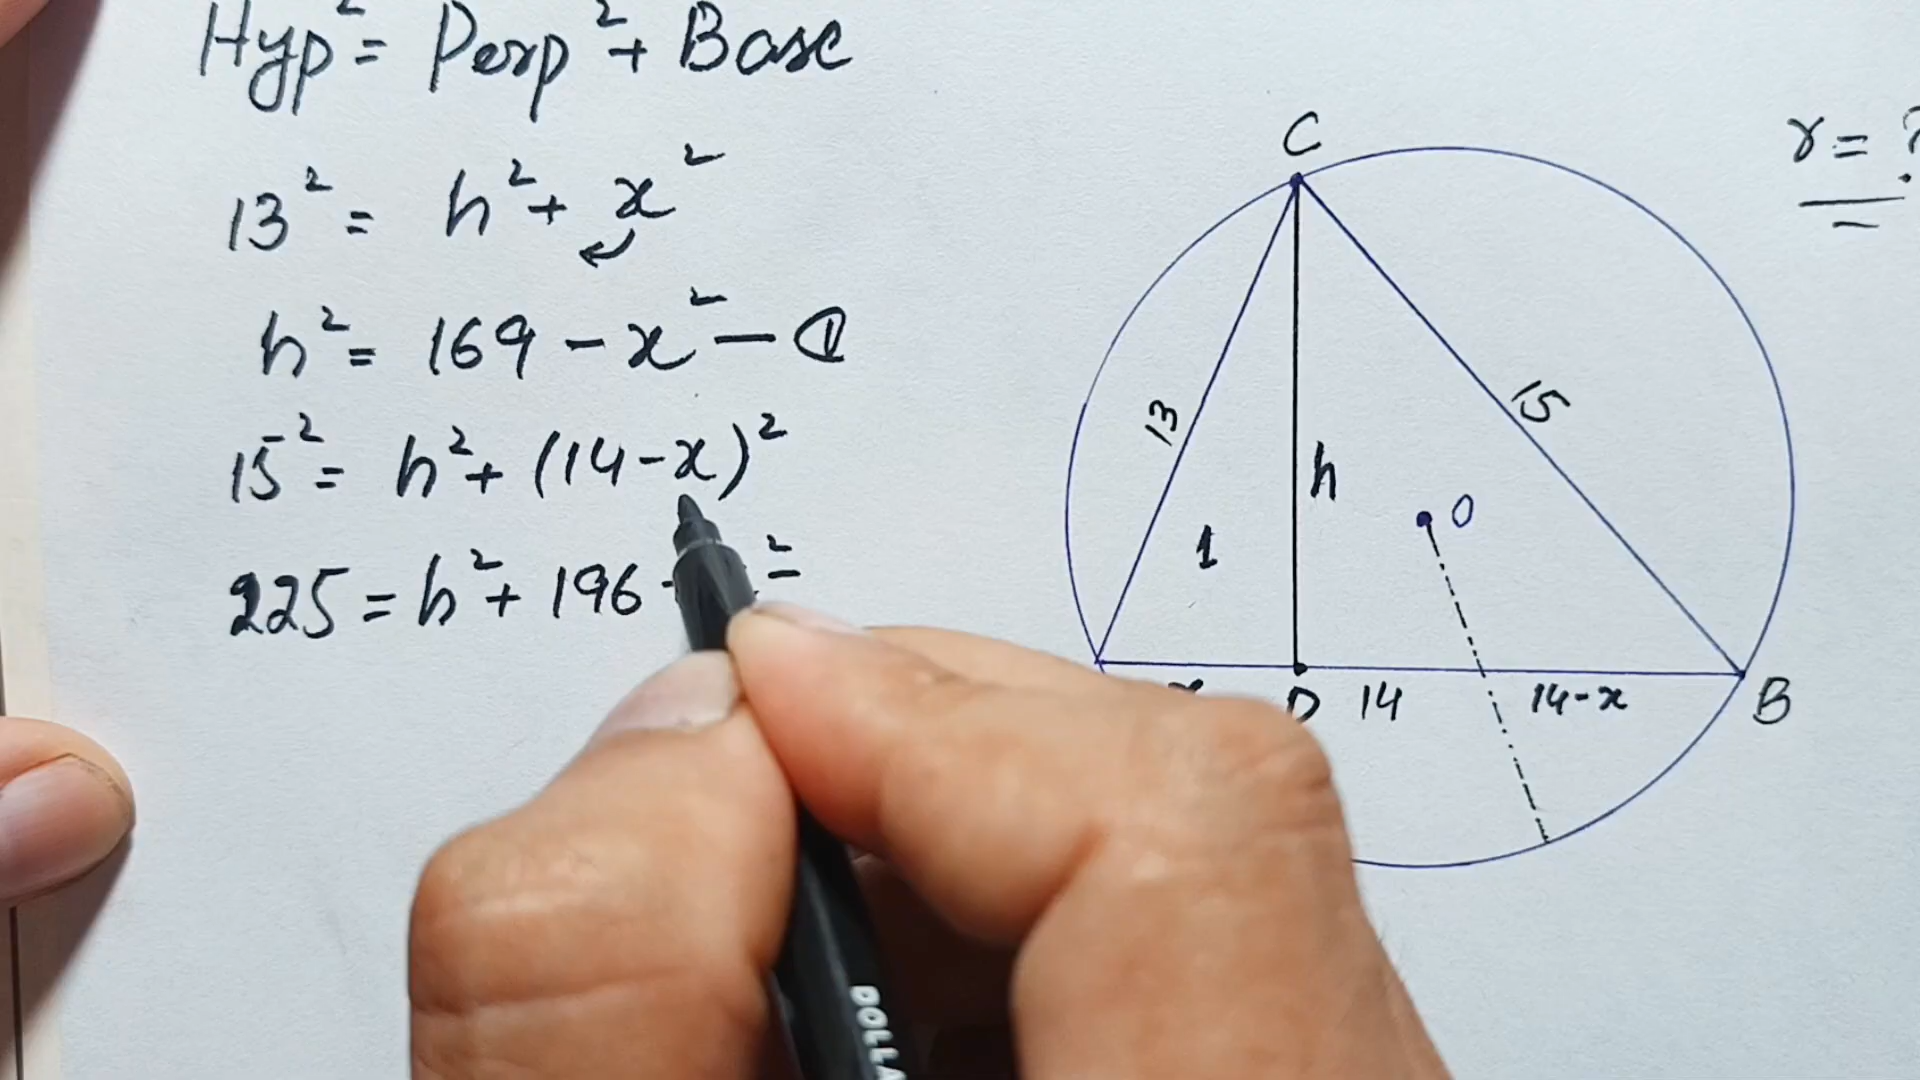 Hyp² = Perp² + Base
13² = h² + x²
h² = 169 - x² - ①
15² = h² + (14-x)²
225 = h² + 196 ² -
C
r = ?
13
15
h
O
1
D 14 14-x B
DOLLA